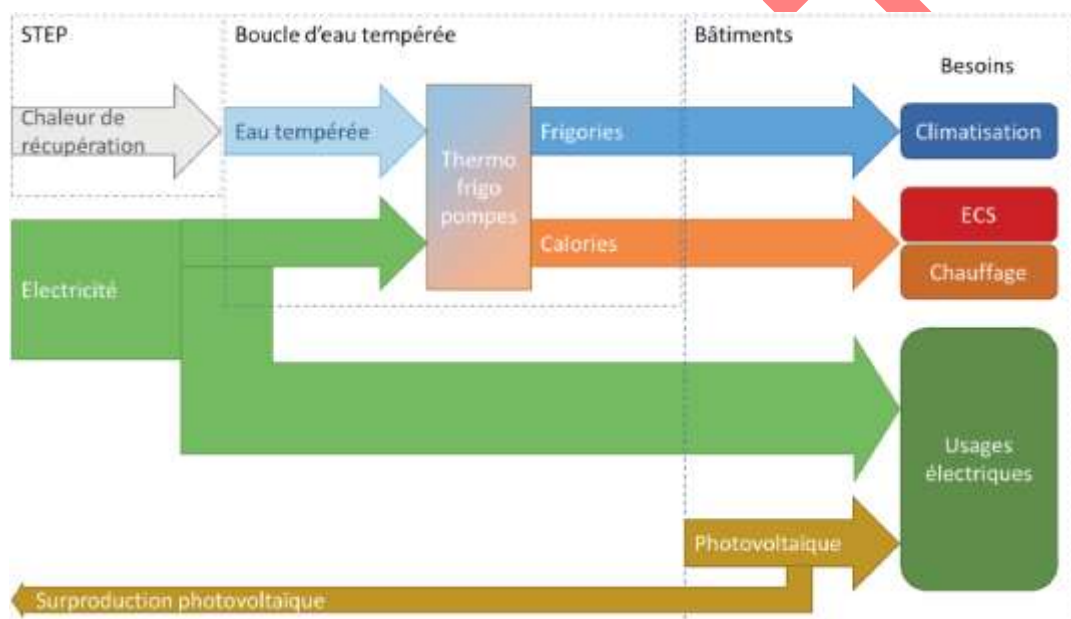 STEP
Boucle d'eau tempérée
Bâtiments
Besoins
Chaleur de
récupération
Eau tempérée
Thermo
frigo
pompes
Frigories
Climatisation
Calories
ECS
Chauffage
Electricité
Usages
électriques
Photovoltaïque
Surproduction photovoltaïque